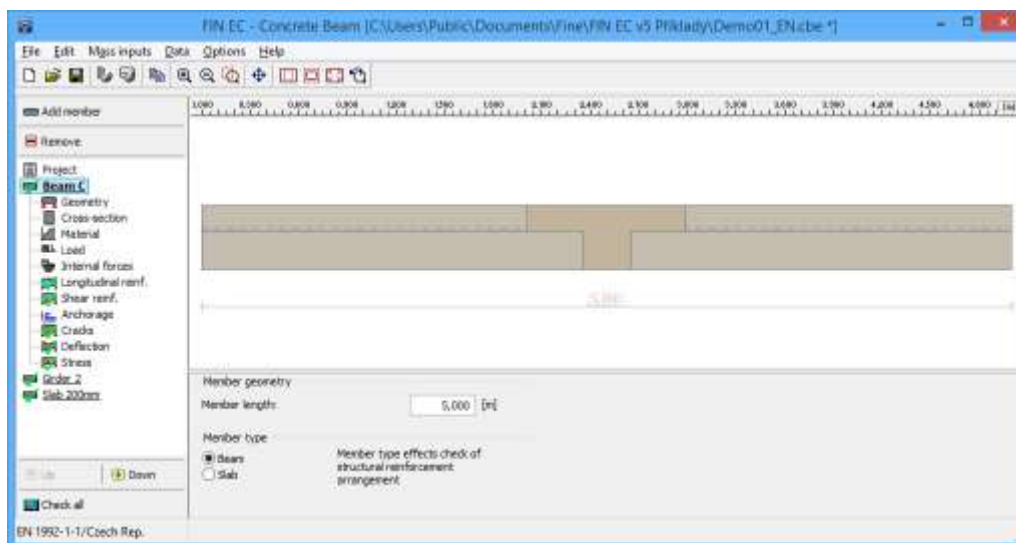 FIN EC - Concrete Beam [C:\Users\Public\Documents\Fine\FIN EC v5 Příklady\Demo01_EN.cbe *]
File Edit Mass inputs Data Options Help
Add member
Remove
Project
Beam C
Geometry
Cross-section
Material
Load
Internal forces
Longitudinal reinf.
Shear reinf.
Anchorage
Cracks
Deflection
Stress
Girder 2
Slab 200mm
Up Down
Check all
[m]
Member geometry
Member length: 5,000 [m]
Member type
Beam
Slab
Member type effects check of
structural reinforcement
arrangement
EN 1992-1-1/Czech Rep.